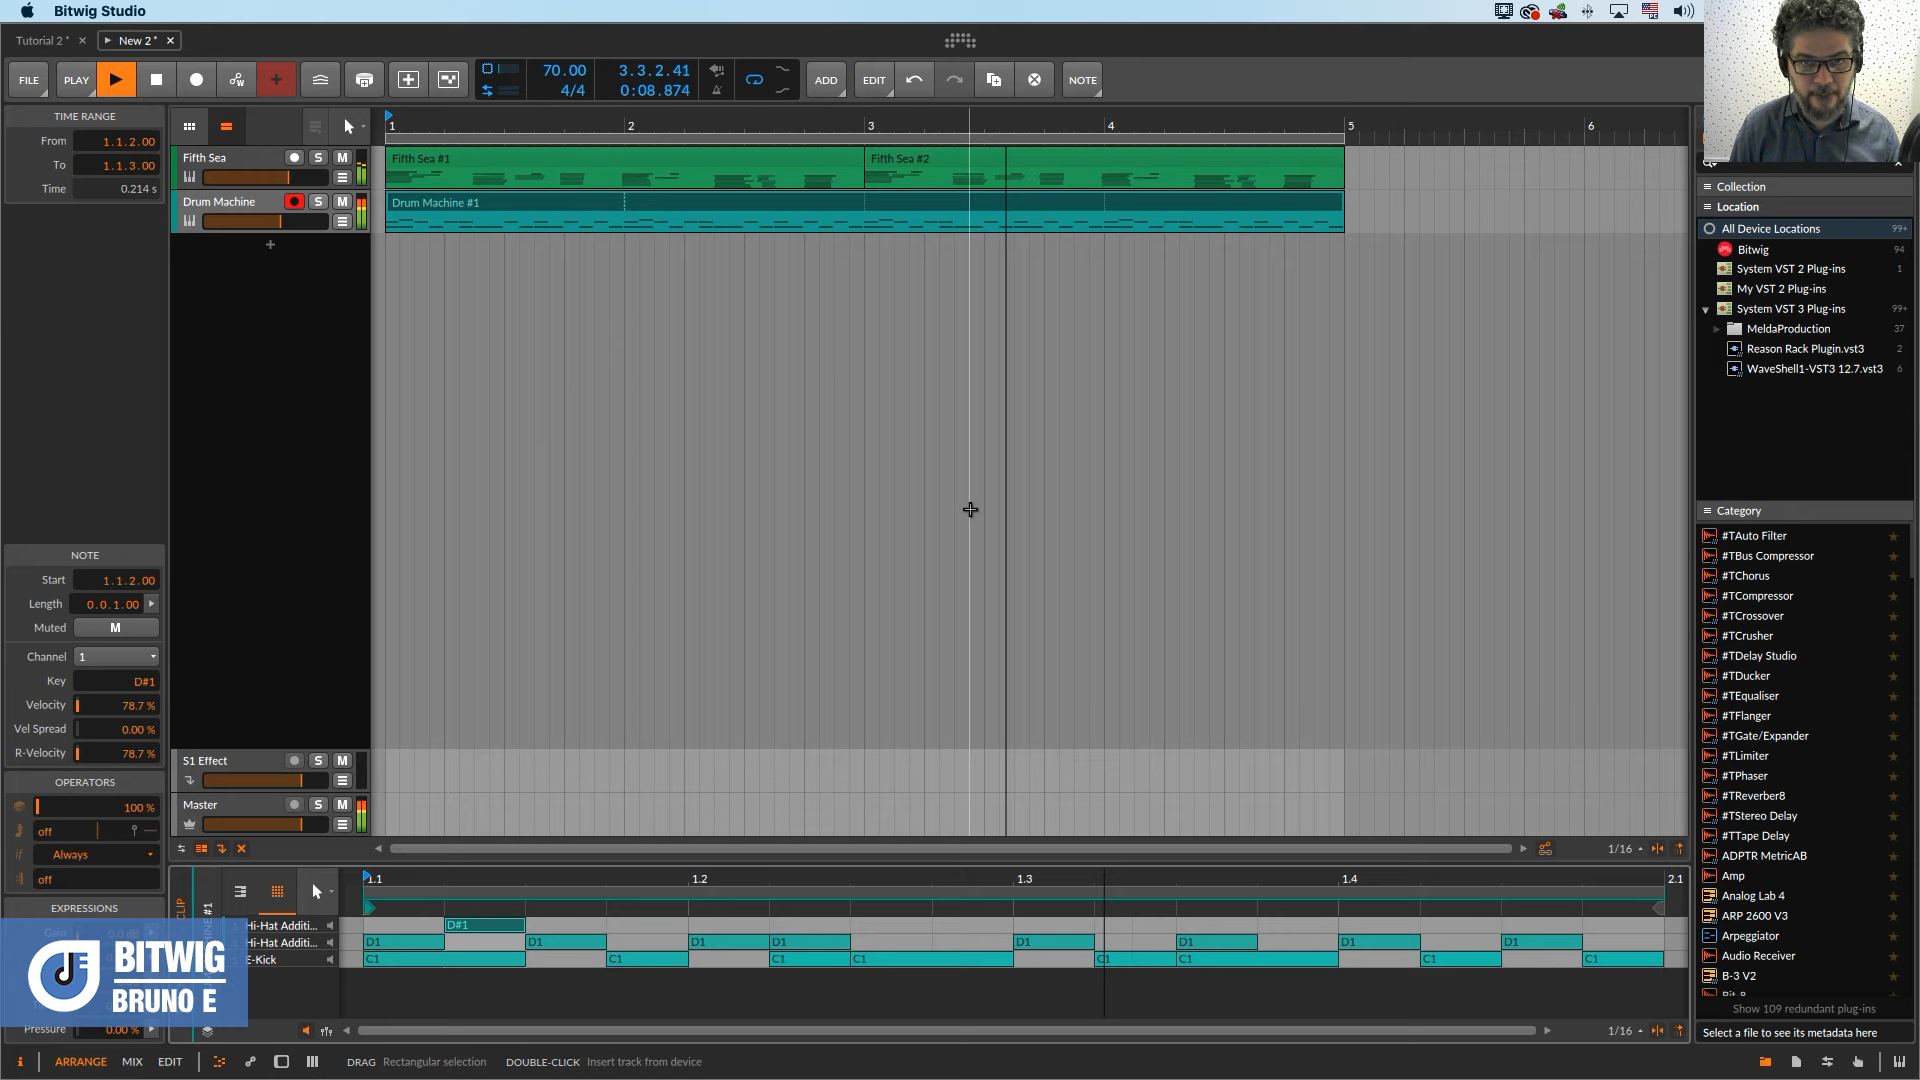 Bitwig Studio
Tutorial 2 *
New 2 *
FILE
PLAY
70.00
4/4
3.3.2.41
0:08.874
ADD
EDIT
NOTE
TIME RANGE
From 1.1.2.00
To 1.1.3.00
Time 0.214 s
1 2 3 4 5 6
Fifth Sea S M
Fifth Sea #1
Fifth Sea #2
Drum Machine S M
Drum Machine #1
NOTE
Start 1.1.2.00
Length 0.0.1.00
Muted M
Channel 1
Key D#1
Velocity 78.7 %
Vel Spread 0.00 %
R-Velocity 78.7 %
OPERATORS
100 %
off
Always
off
EXPRESSIONS
Pressure 0.00 %
S1 Effect S M
Master S M
1/16
CLIP
1.1 1.2 1.3 1.4 2.1
Hi-Hat Additi...
D#1
Hi-Hat Additi...
D1 D1 D1 D1 D1 D1 D1 D1
E-Kick
C1 C1 C1 C1 C1 C1 C1 C1
1/16
BITWIG
BRUNO E
i
ARRANGE
MIX
EDIT
DRAG Rectangular selection
DOUBLE-CLICK Insert track from device
Collection
Location
All Device Locations 99+
Bitwig 94
System VST 2 Plug-ins 1
My VST 2 Plug-ins
System VST 3 Plug-ins 99+
MeldaProduction 37
Reason Rack Plugin.vst3 2
WaveShell1-VST3 12.7.vst3 6
Category
#TAuto Filter
#TBus Compressor
#TChorus
#TCompressor
#TCrossover
#TCrusher
#TDelay Studio
#TDucker
#TEqualiser
#TFlanger
#TGate/Expander
#TLimiter
#TPhaser
#TReverber8
#TStereo Delay
#TTape Delay
ADPTR MetricAB
Amp
Analog Lab 4
ARP 2600 V3
Arpeggiator
Audio Receiver
B-3 V2
Show 109 redundant plug-ins
Select a file to see its metadata here